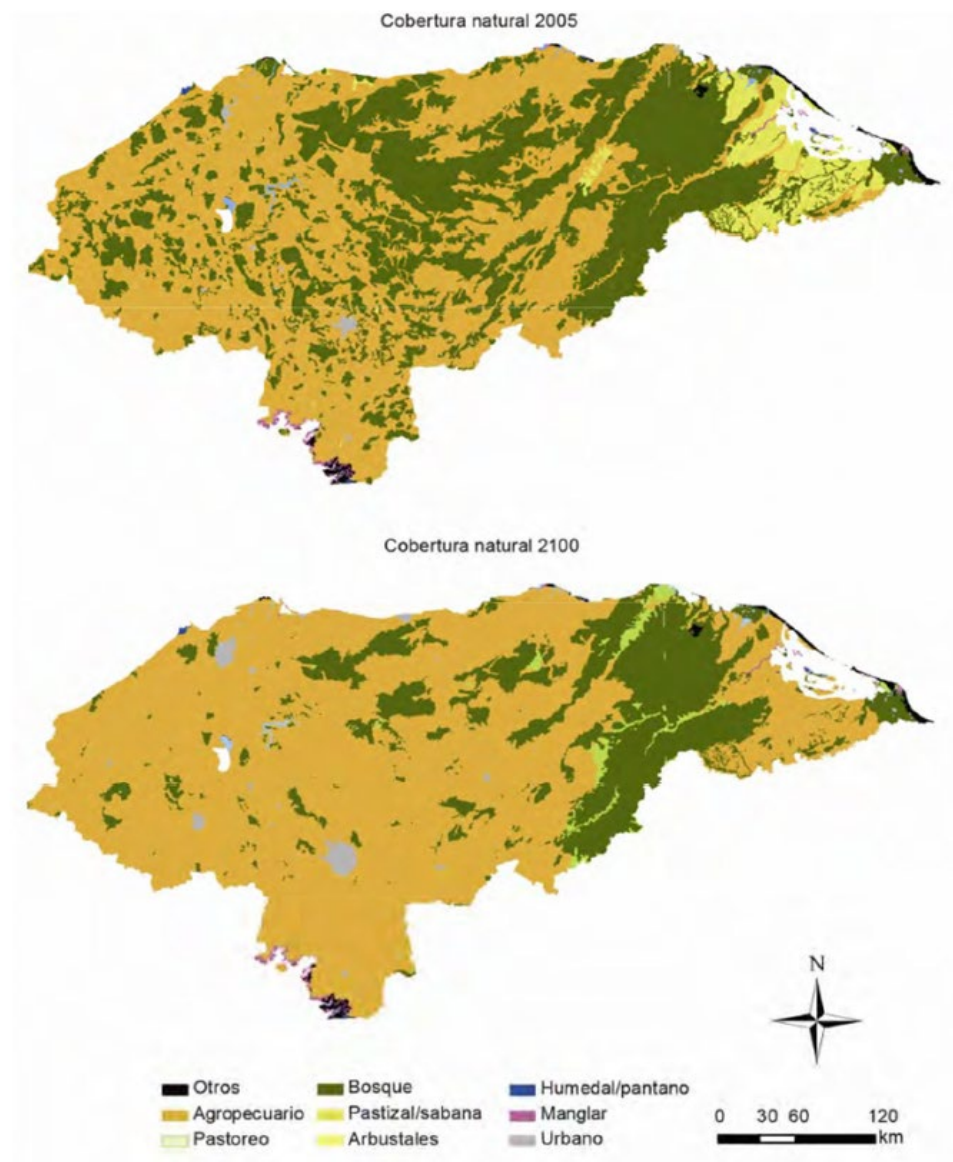 Cobertura natural 2005
Cobertura natural 2100
N
Otros
Bosque
Humedal/pantano
Agropecuario
Pastizal/sabana
Manglar
Pastoreo
Arbustales
Urbano
0 30 60 120
km